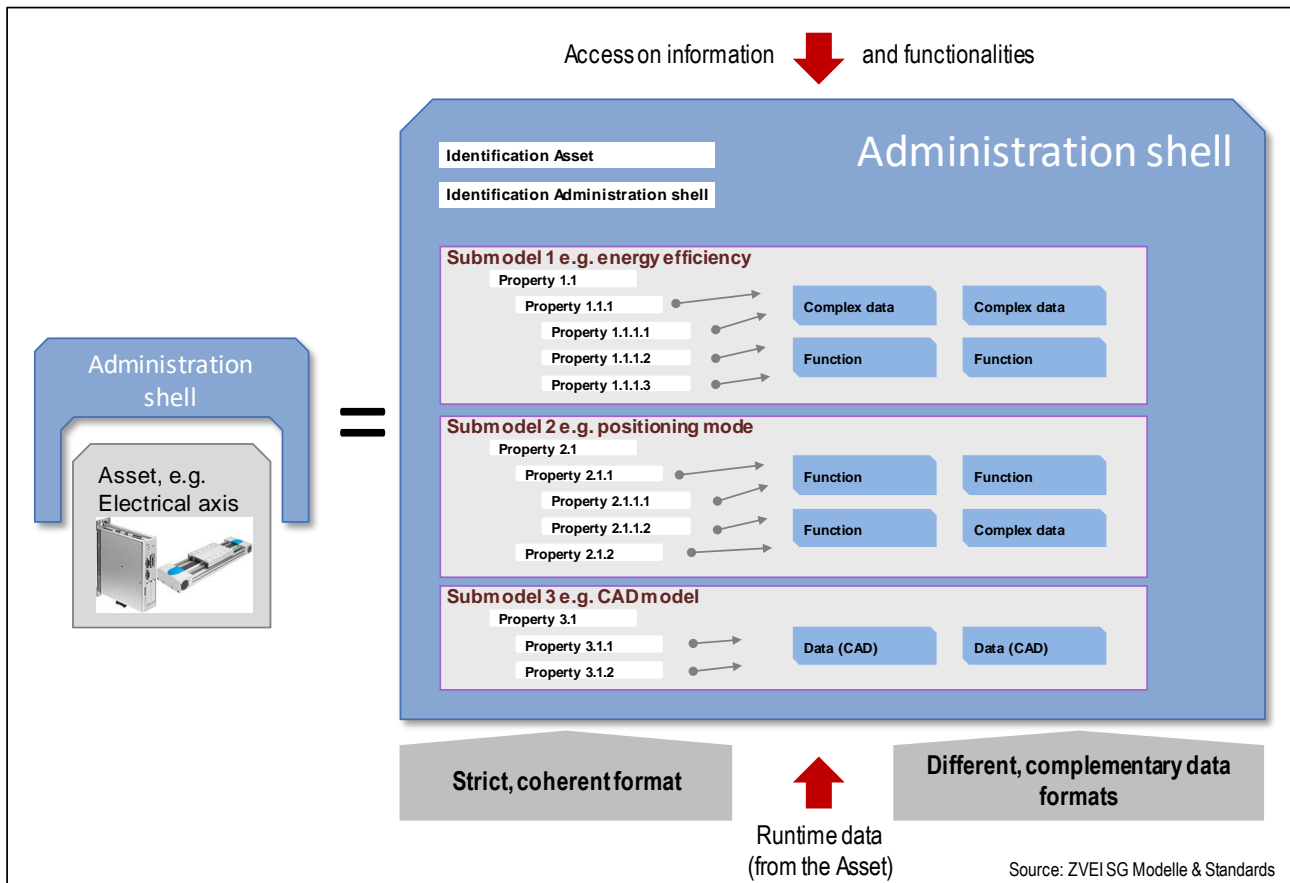 Access on information and functionalities
Administration shell
Identification Asset
Identification Administration shell
Submodel 1 e.g. energy efficiency
Property 1.1
Property 1.1.1
Property 1.1.1.1
Property 1.1.1.2
Property 1.1.1.3
Complex data
Complex data
Function
Function
Administration
shell
Asset, e.g.
Electrical axis
=
Submodel 2 e.g. positioning mode
Property 2.1
Property 2.1.1
Property 2.1.1.1
Property 2.1.1.2
Property 2.1.2
Function
Function
Function
Complex data
Submodel 3 e.g. CAD model
Property 3.1
Property 3.1.1
Property 3.1.2
Data (CAD)
Data (CAD)
Strict, coherent format
Different, complementary data
formats
Runtime data
(from the Asset)
Source: ZVEI SG Modelle & Standards